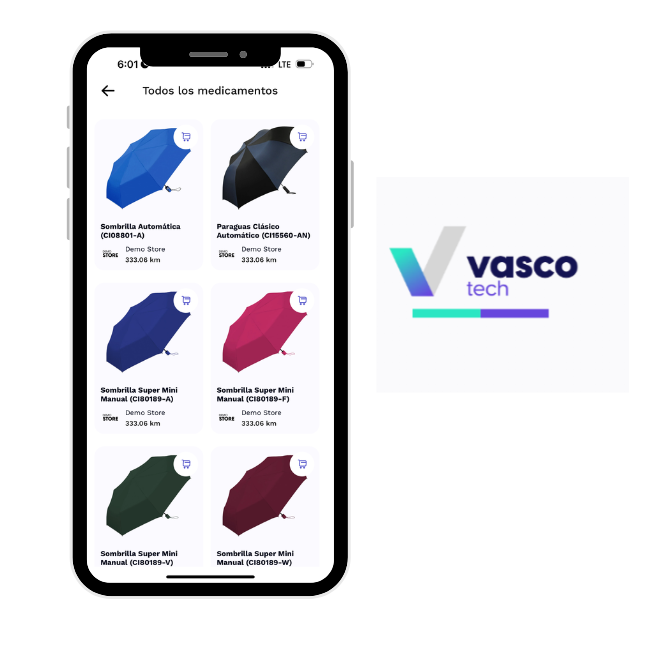 6:01
LTE
Todos los medicamentos
Sombrilla Automática
(CI08801-A)
Demo Store
STORE
333.06 km
Paraguas Clásico
Automático (CI15560-AN)
Demo Store
STORE
333.06 km
Sombrilla Super Mini
Manual (CI80189-A)
Demo Store
STORE
333.06 km
Sombrilla Super Mini
Manual (CI80189-F)
Demo Store
STORE
333.06 km
Sombrilla Super Mini
Manual (CI80189-V)
Sombrilla Super Mini
Manual (CI80189-W)
vasco
tech